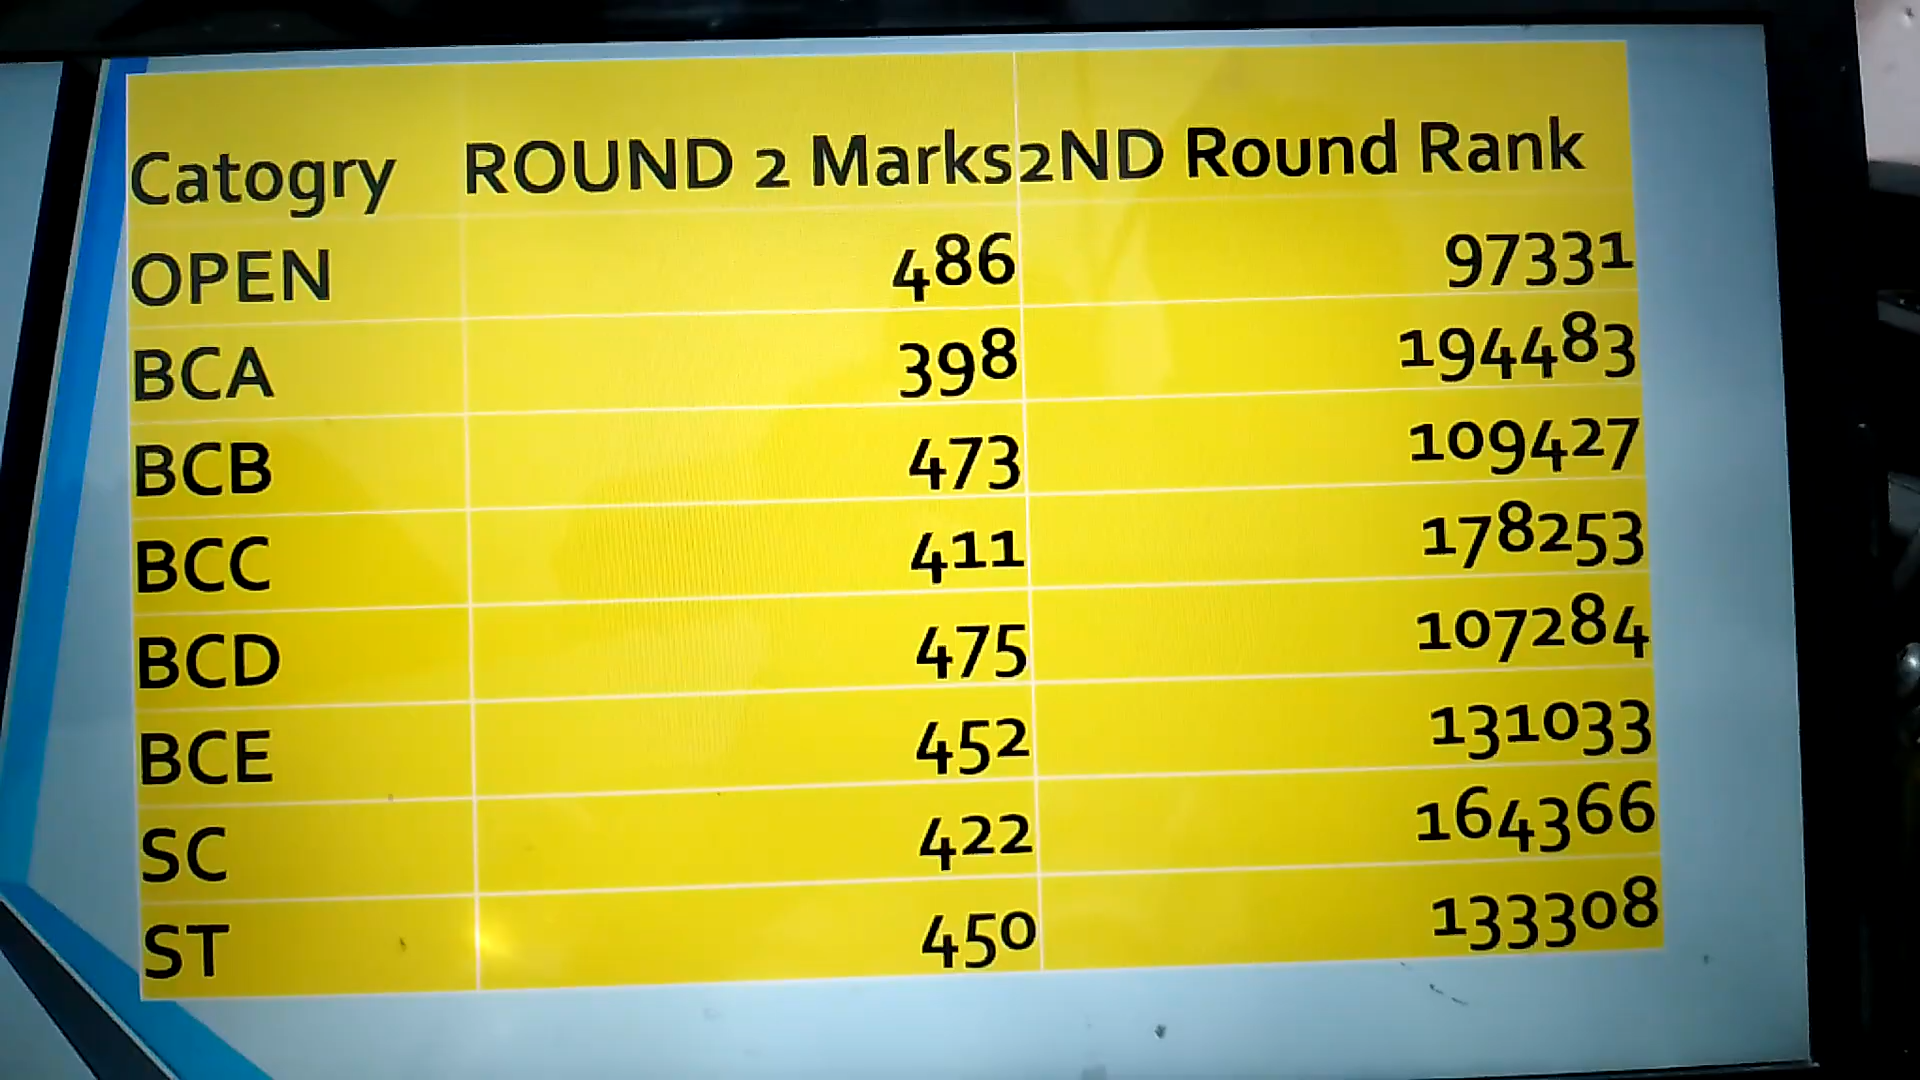 Catogry ROUND 2 Marks 2ND Round Rank
OPEN 486 97331
BCA 398 194483
BCB 473 109427
BCC 411 178253
BCD 475 107284
BCE 452 131033
SC 422 164366
ST 450 133308